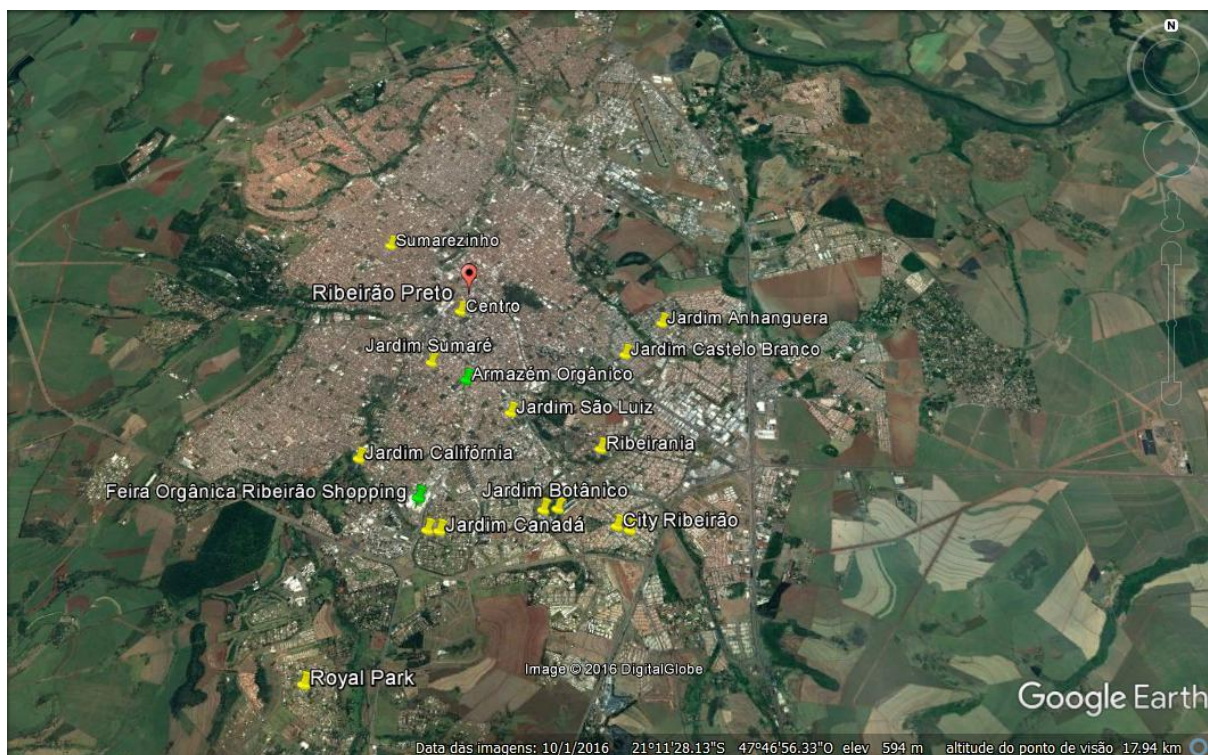 N
Sumarezinho
Ribeirão Preto
Centro
Jardim Anhanguera
Jardim Sumaré
Jardim Castelo Branco
Armazém Orgânico
Jardim São Luiz
Ribeirania
Jardim Califórnia
Feira Orgânica Ribeirão Shopping
Jardim Botânico
Jardim Canadá
City Ribeirão
Royal Park
Image © 2016 DigitalGlobe
Google Earth
Data das imagens: 10/1/2016 21°11'28.13"S 47°46'56.33"O elev 594 m altitude do ponto de visão 17.94 km